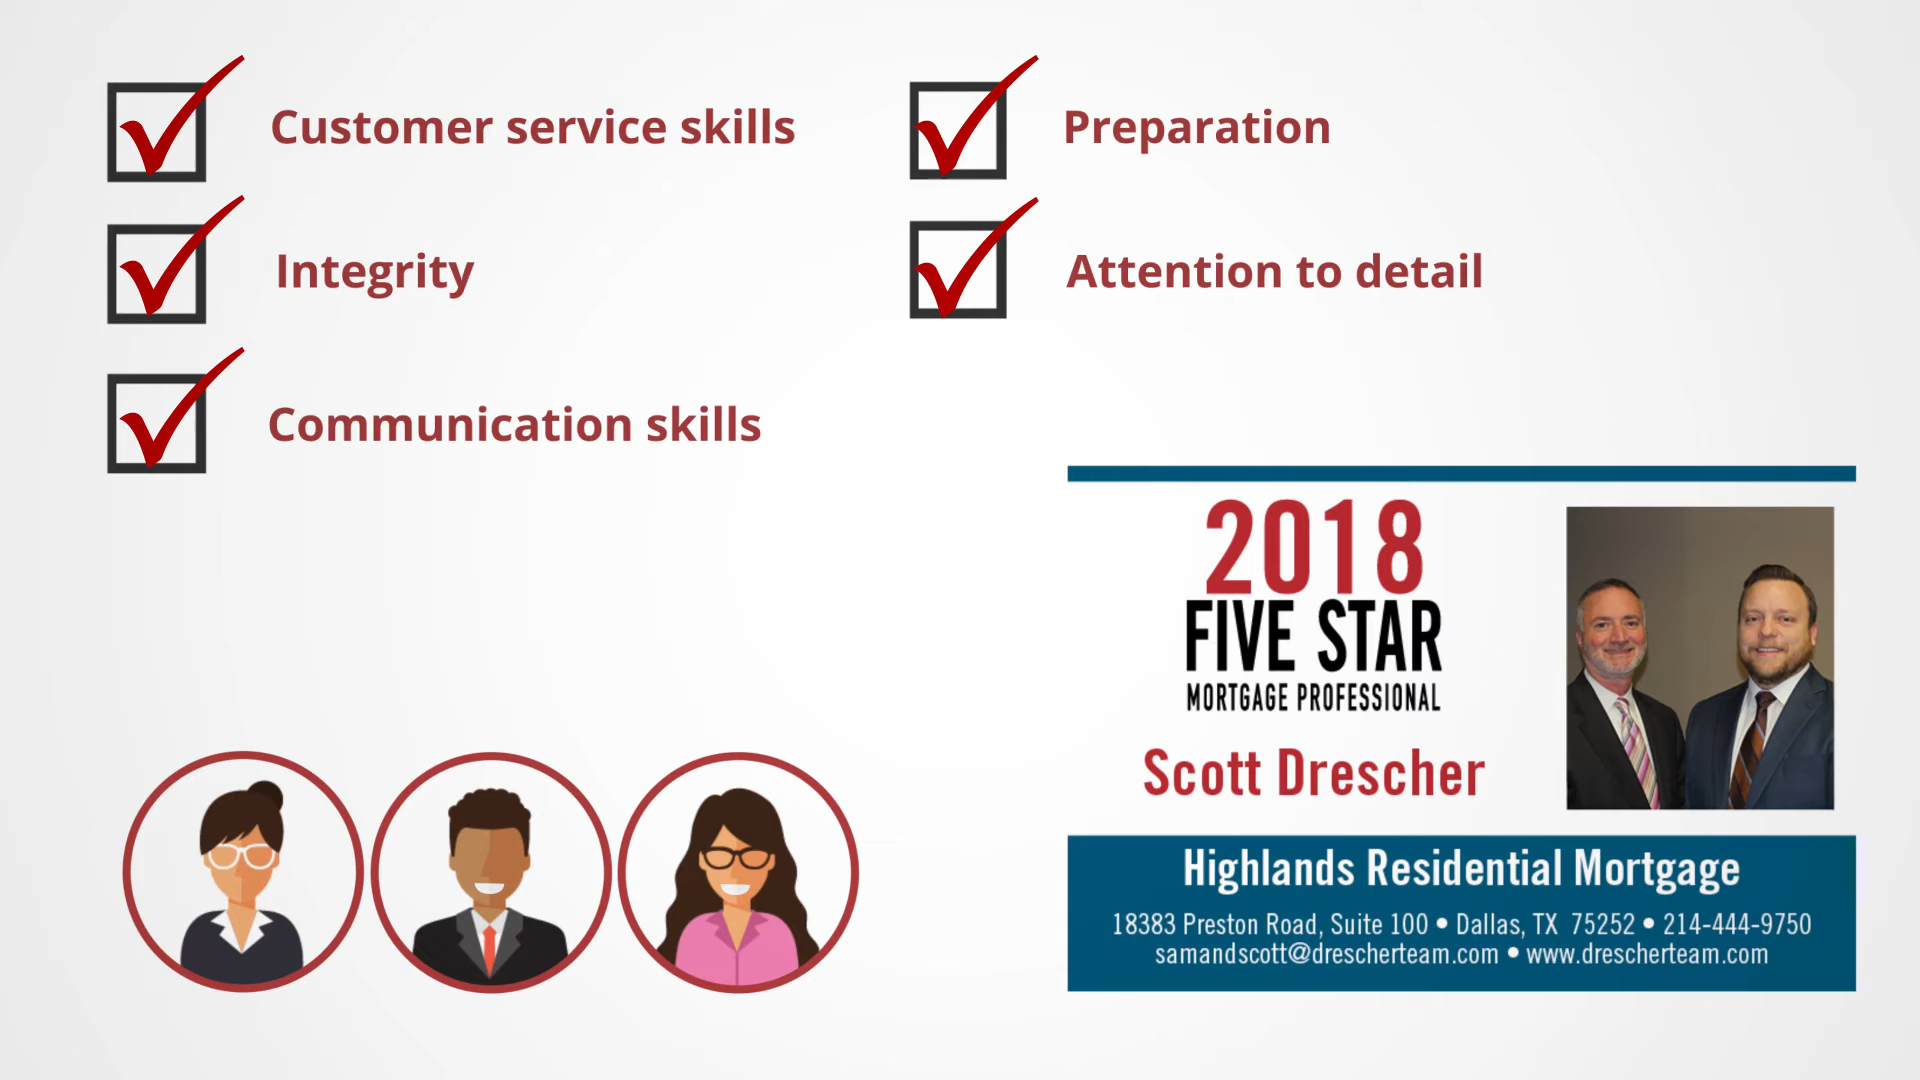 Customer service skills
Integrity
Communication skills
Preparation
Attention to detail
2018
FIVE STAR
MORTGAGE PROFESSIONAL
Scott Drescher
Highlands Residential Mortgage
18383 Preston Road, Suite 100 • Dallas, TX 75252 • 214-444-9750
samandscott@drescherteam.com • www.drescherteam.com